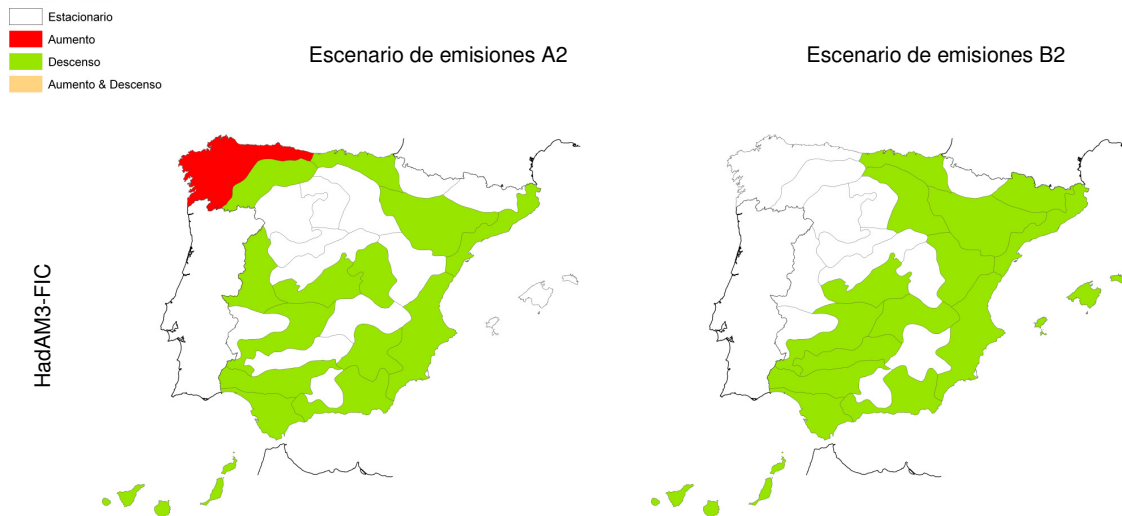 Estacionario
Aumento
Descenso
Aumento & Descenso
Escenario de emisiones A2
Escenario de emisiones B2
HadAM3-FIC